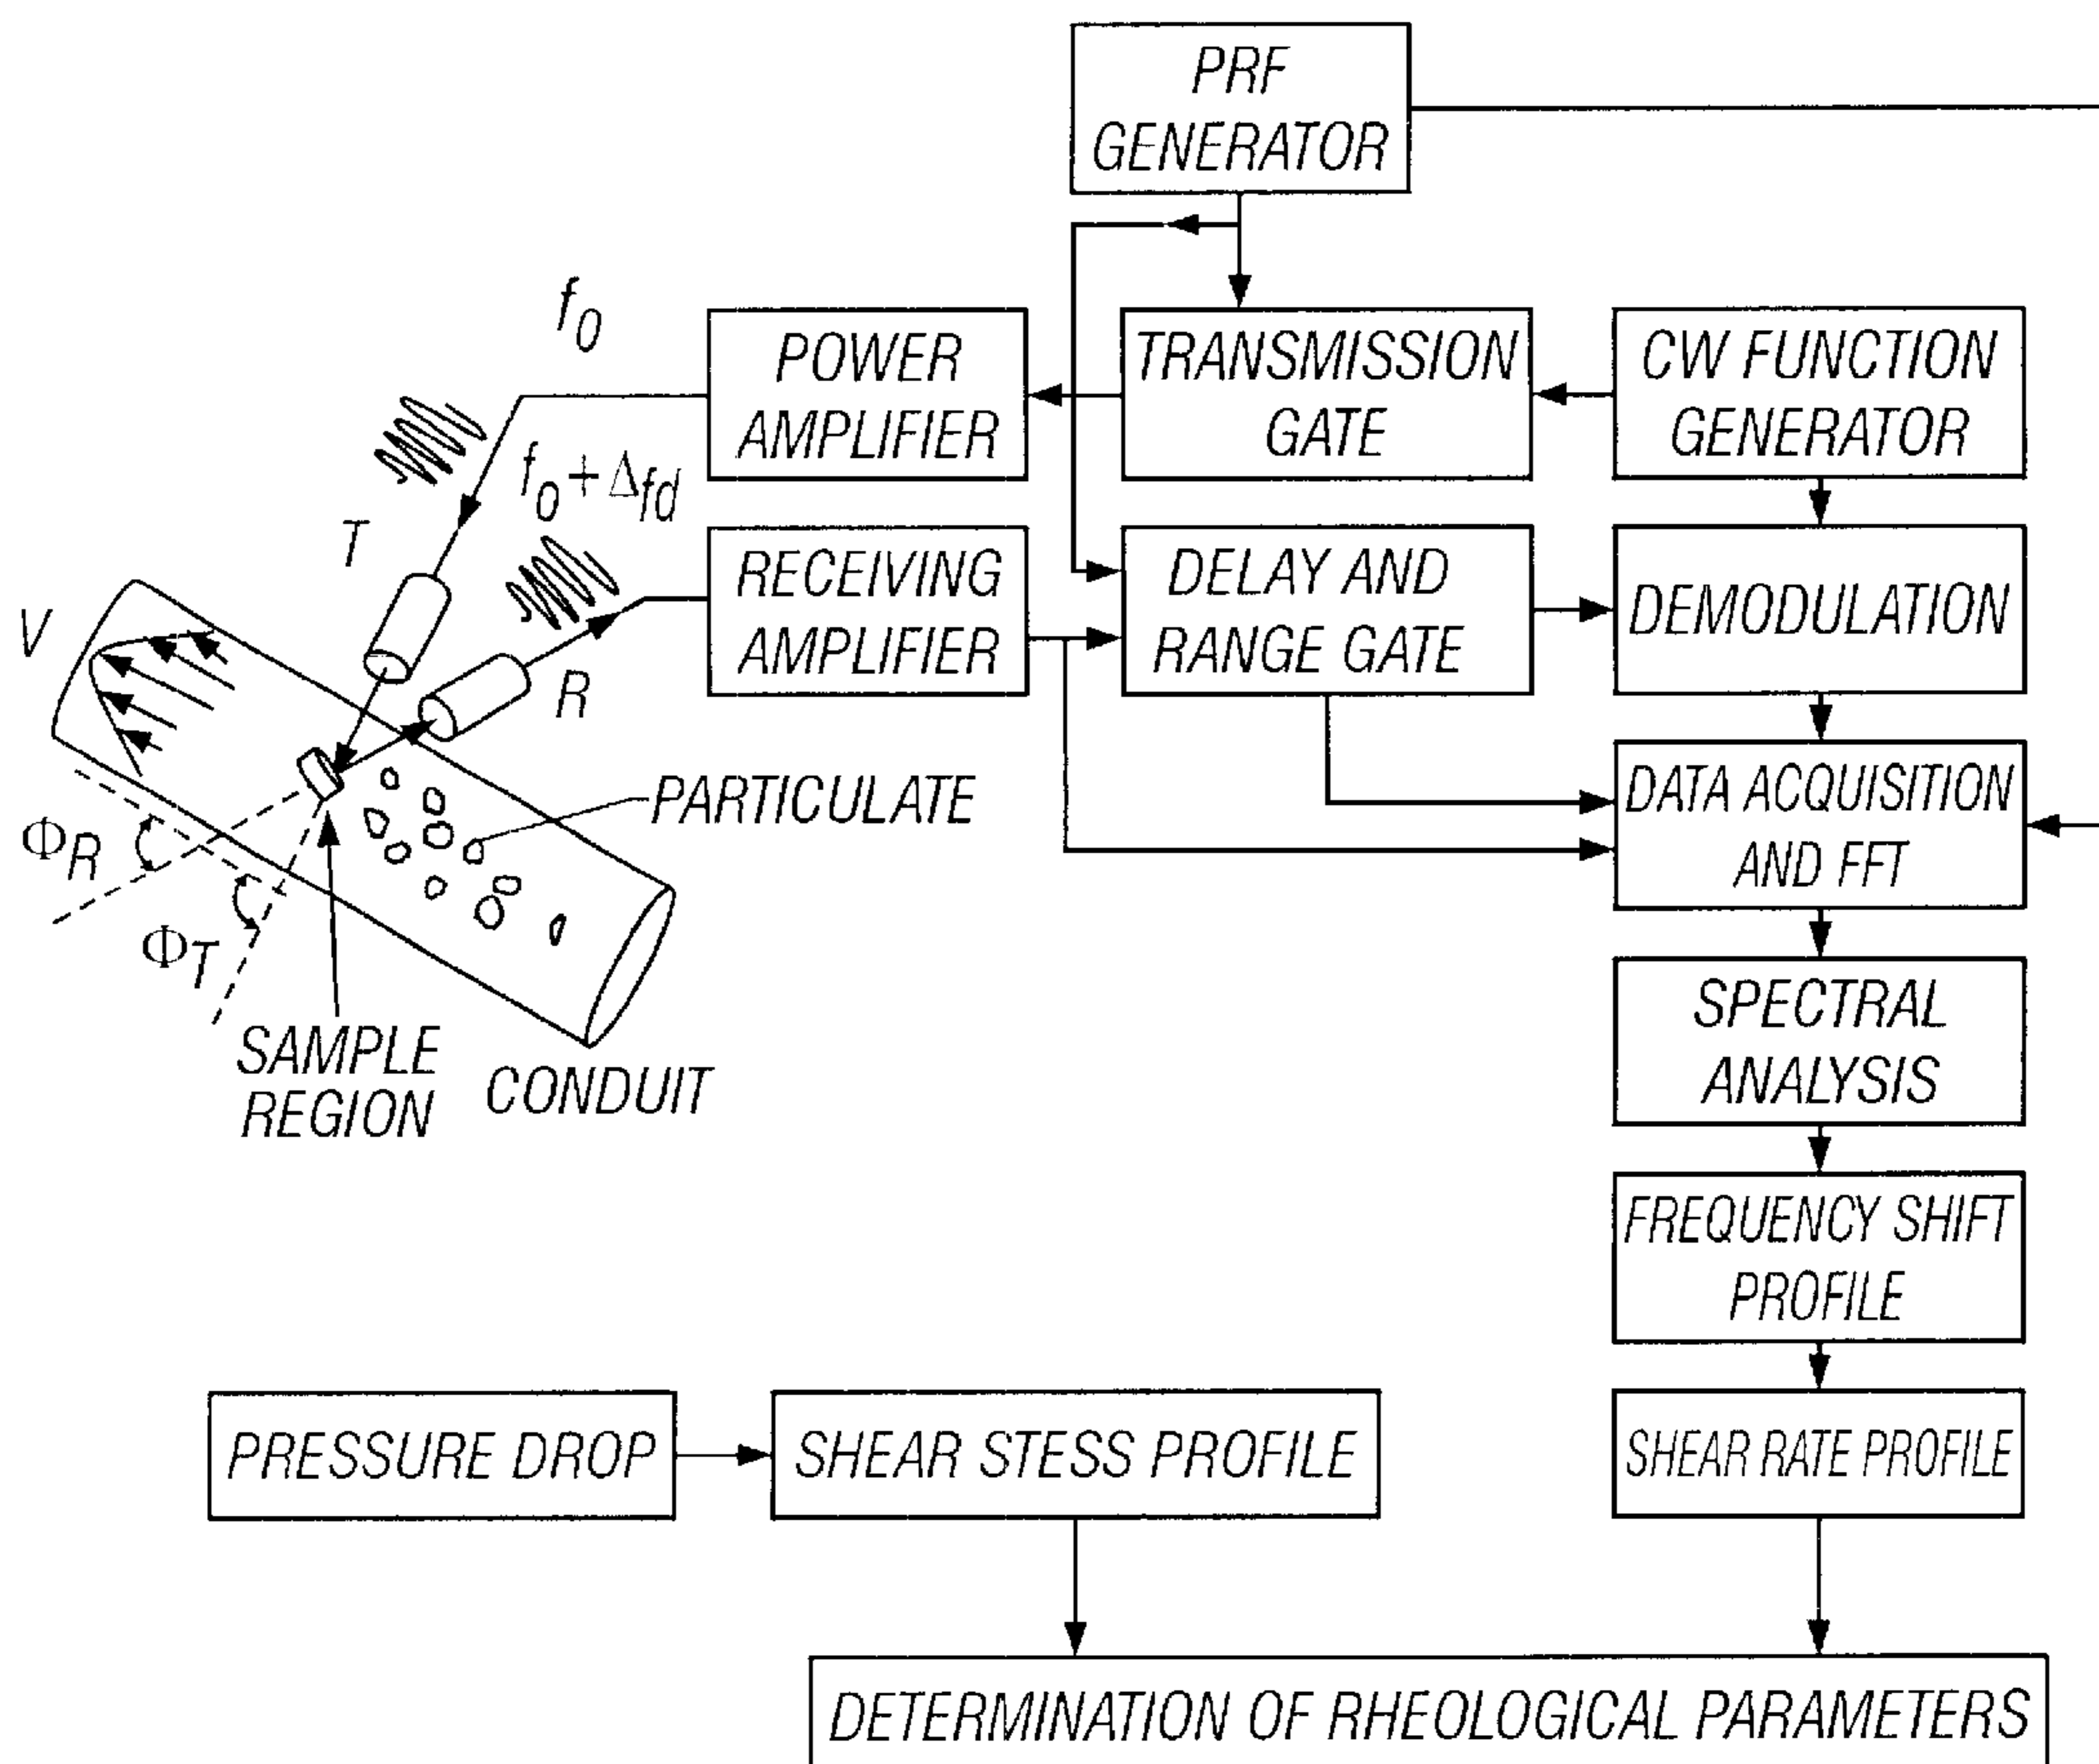 PRF
GENERATOR
f0
POWER
AMPLIFIER
TRANSMISSION
GATE
CW FUNCTION
GENERATOR
f0 + Δfd
T
RECEIVING
AMPLIFIER
DELAY AND
RANGE GATE
DEMODULATION
V
R
PARTICULATE
DATA ACQUISITION
AND FFT
ΦR
ΦT
SAMPLE
REGION
CONDUIT
SPECTRAL
ANALYSIS
FREQUENCY SHIFT
PROFILE
PRESSURE DROP
SHEAR STESS PROFILE
SHEAR RATE PROFILE
DETERMINATION OF RHEOLOGICAL PARAMETERS